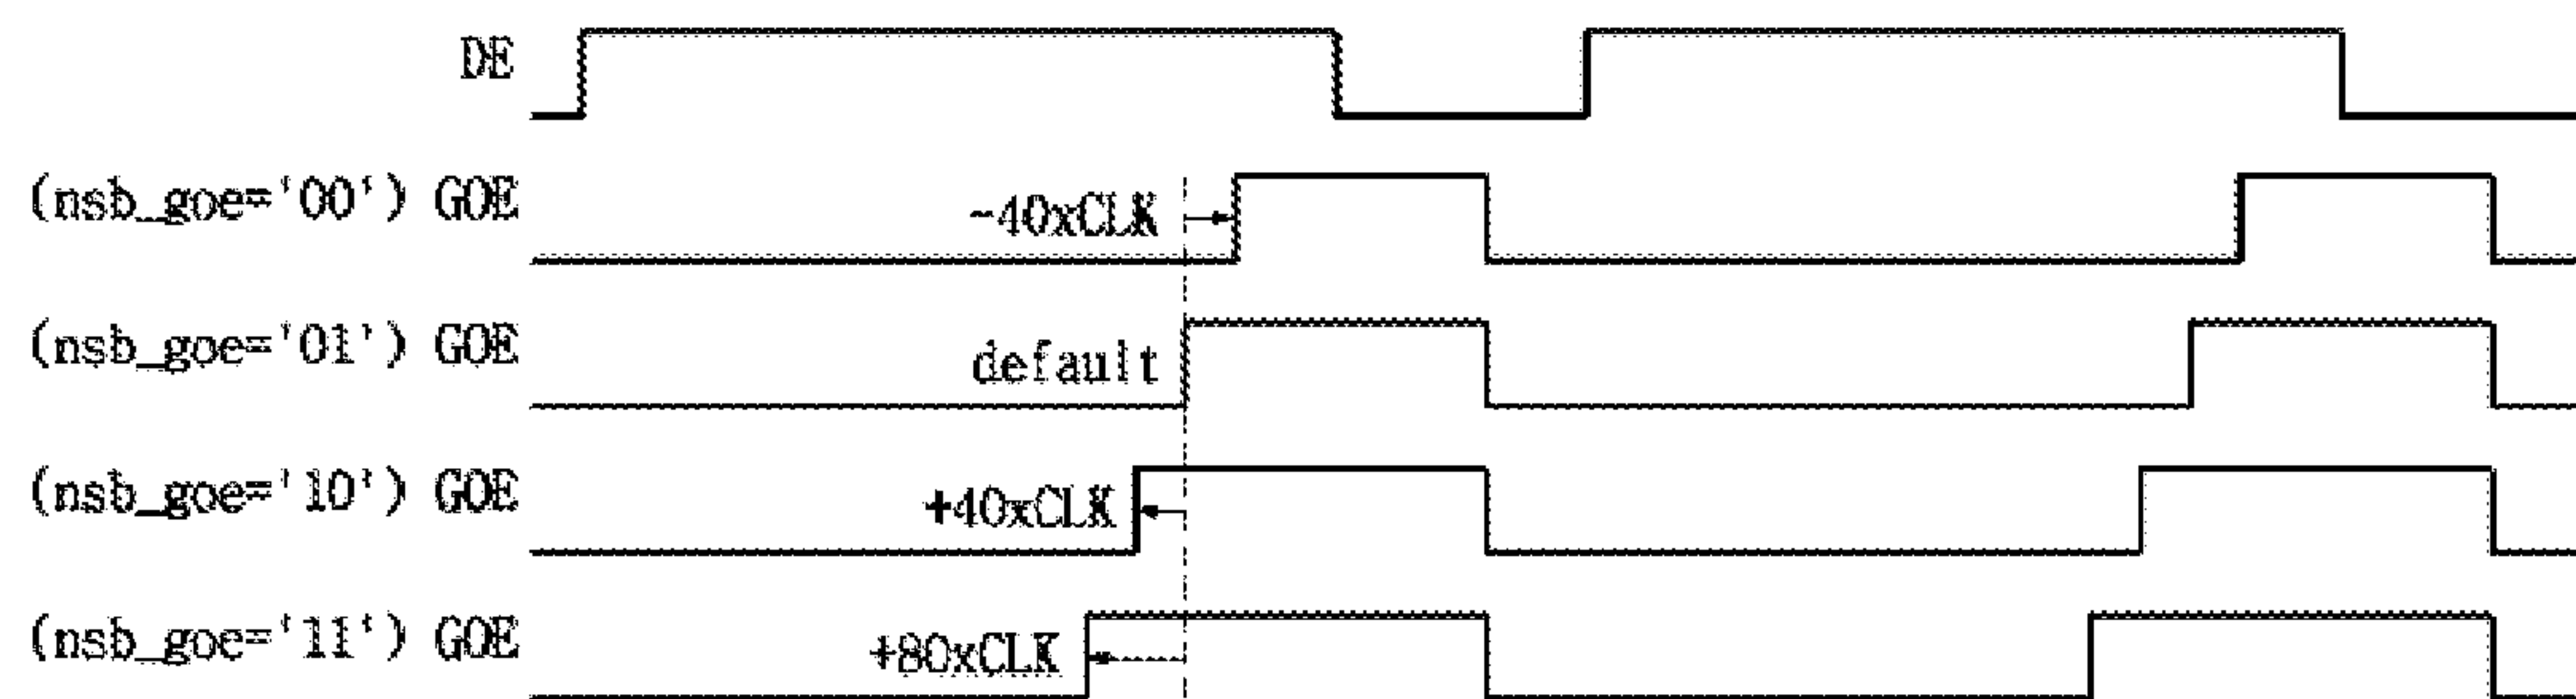 DE
(nsb_goe='00') GOE
-40xCLK
(nsb_goe='01') GOE
default
(nsb_goe='10') GOE
+40xCLK
(nsb_goe='11') GOE
+80xCLK